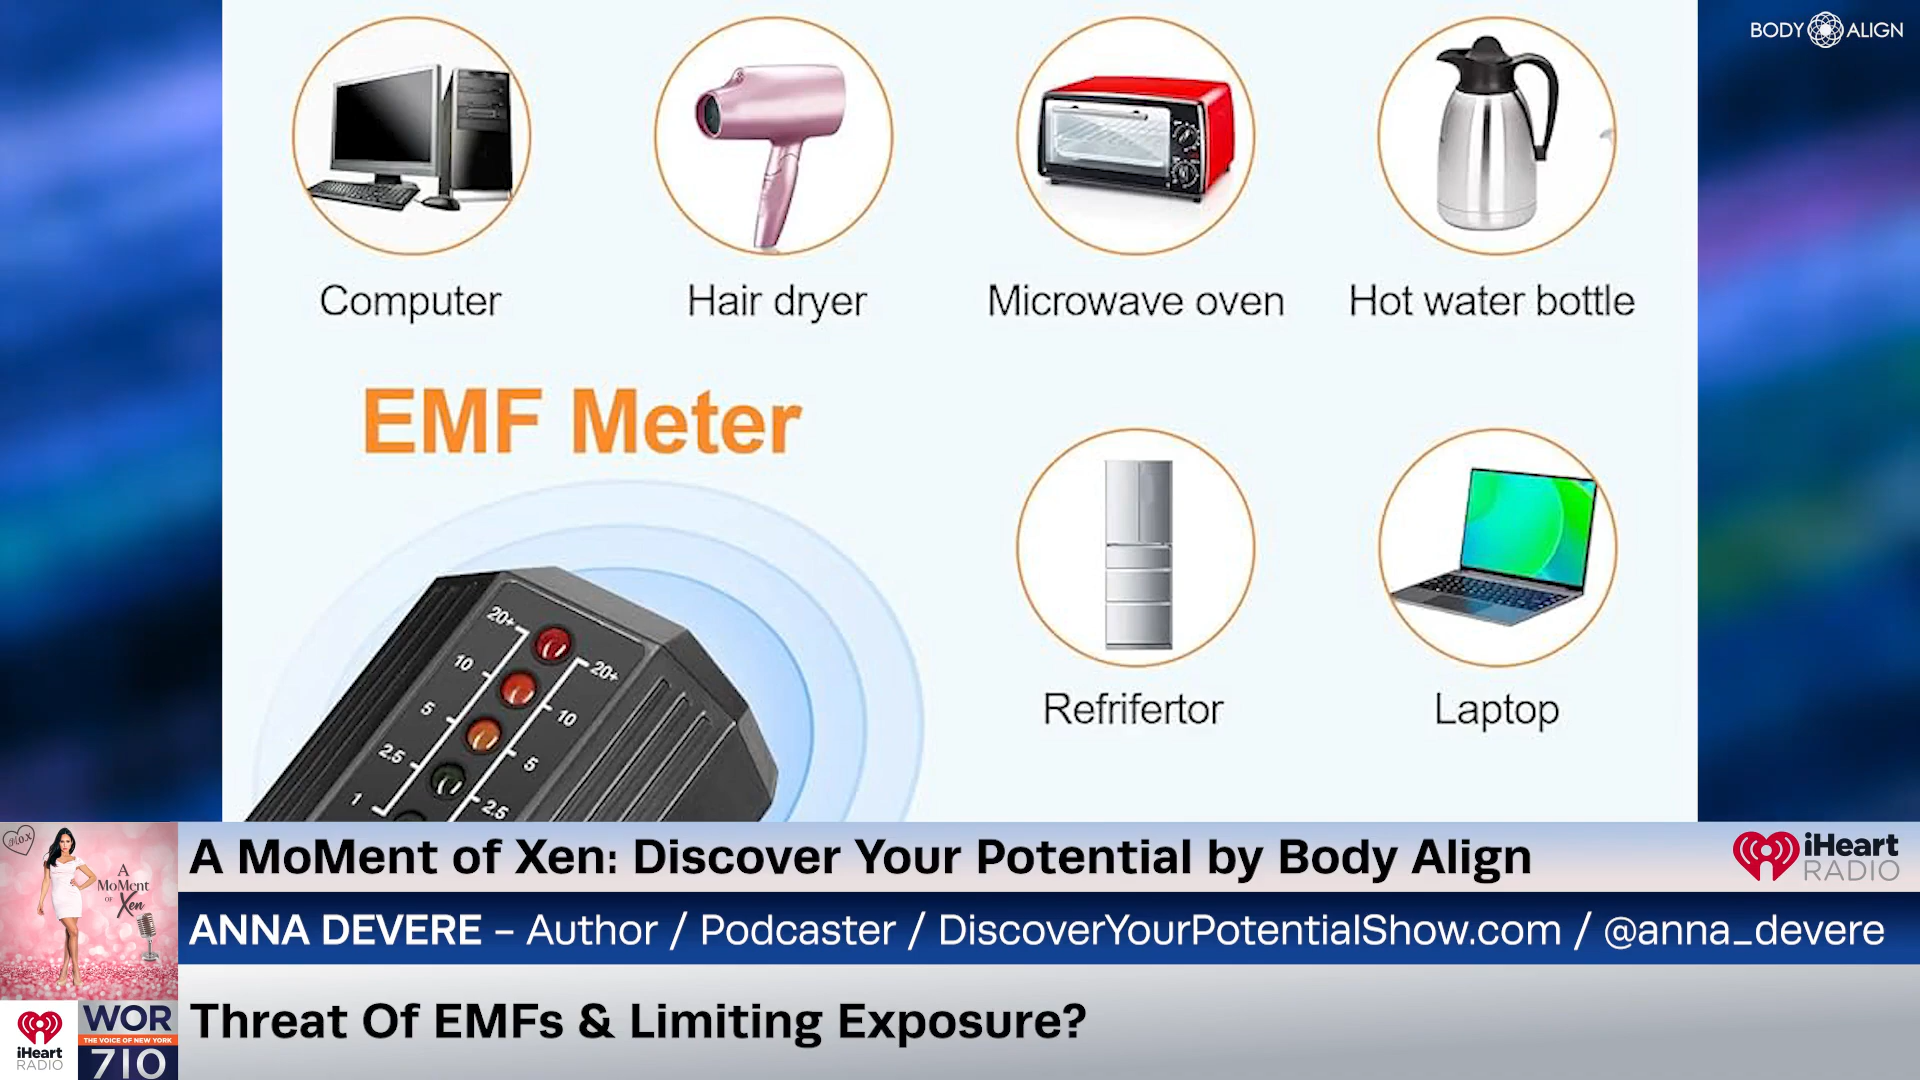 BODY ALIGN
Computer
Hair dryer
Microwave oven
Hot water bottle
EMF Meter
Refrifertor
Laptop
20+
20+
10
10
5
5
2.5
2.5
1
A MoMent of Xen: Discover Your Potential by Body Align
iHeart
RADIO
M.O.X
A
MoMent
OF Xen
ANNA DEVERE – Author / Podcaster / DiscoverYourPotentialShow.com / @anna_devere
Threat Of EMFs & Limiting Exposure?
iHeart
RADIO
WOR
THE VOICE OF NEW YORK
710